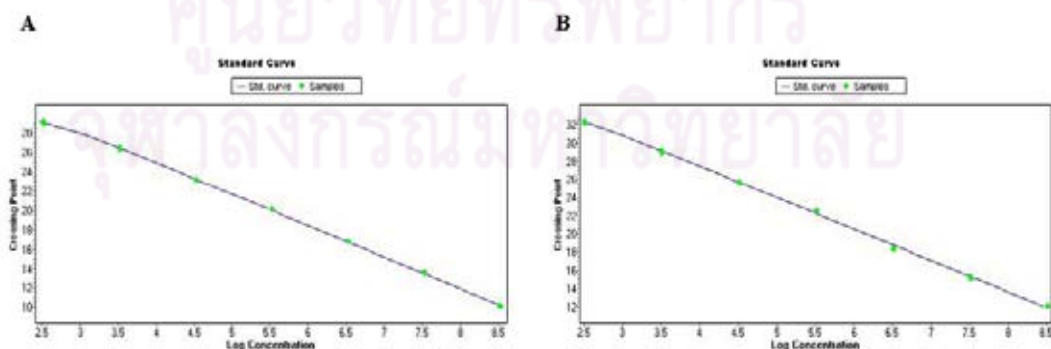 ศูนย์วิทยทรัพยากร
จุฬาลงกรณ์มหาวิทยาลัย
A
Standard Curve
Std. curve Samples
28
26
24
22
20
18
16
14
12
10
Crossing Point
2.5 3 3.5 4 4.5 5 5.5 6 6.5 7 7.5 8 8.5
Log Concentration
B
Standard Curve
Std. curve Samples
32
30
28
26
24
22
20
18
16
14
12
Crossing Point
2.5 3 3.5 4 4.5 5 5.5 6 6.5 7 7.5 8 8.5
Log Concentration